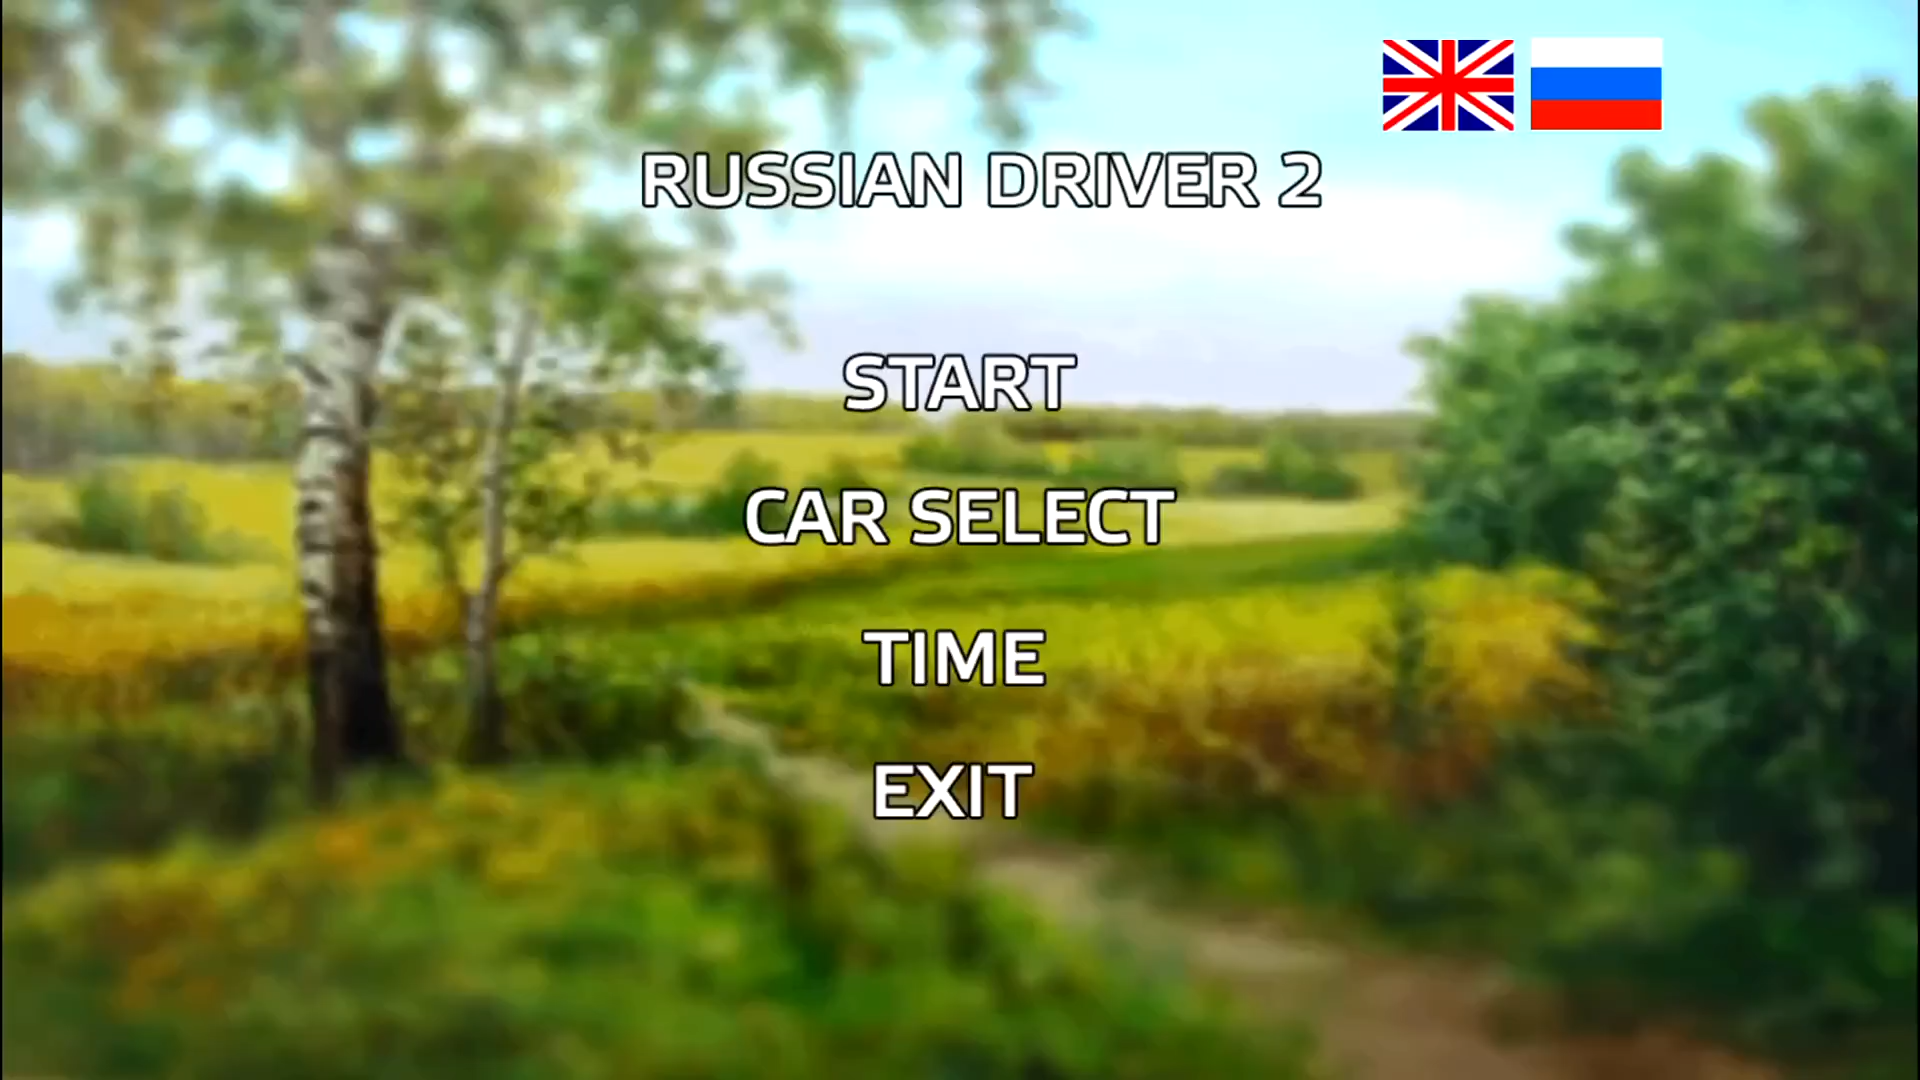 RUSSIAN DRIVER 2
START
CAR SELECT
TIME
EXIT